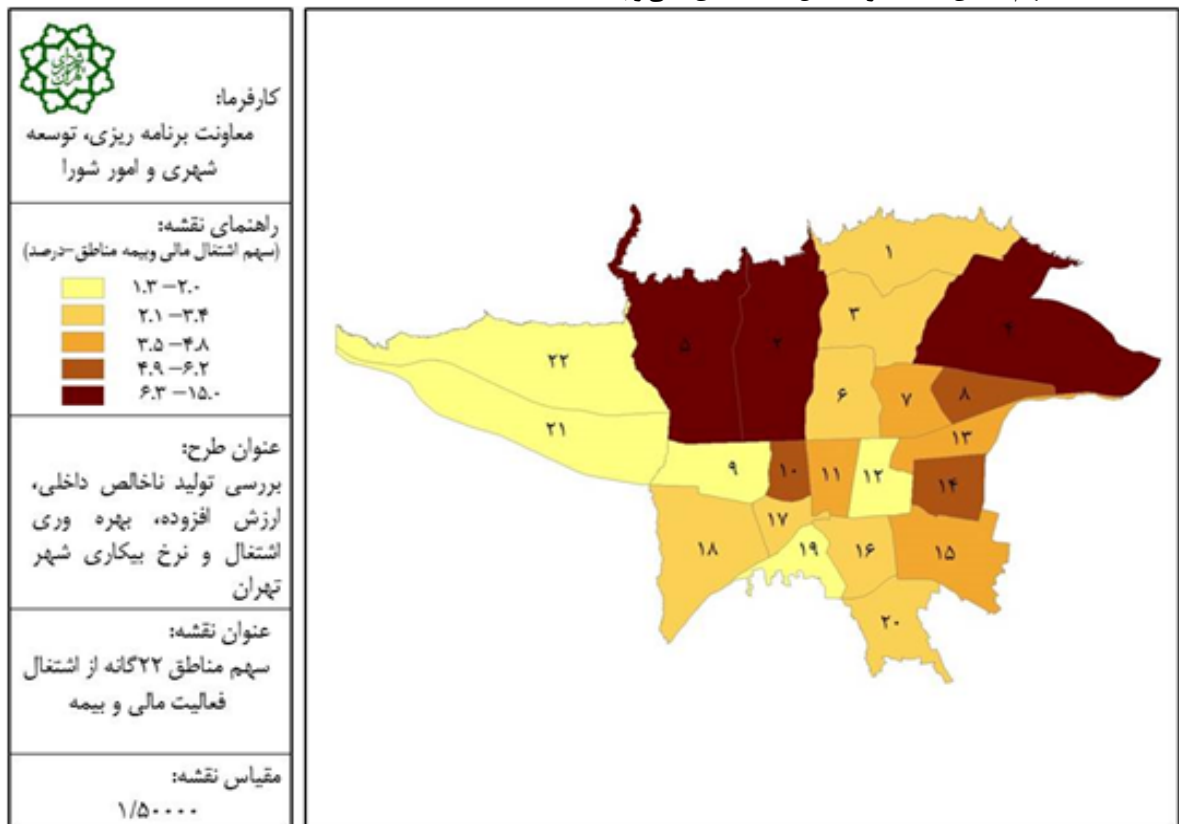 کارفرما:
معاونت برنامه ریزی، توسعه
شهری و امور شورا
راهنمای نقشه:
(سهم اشتغال مالی وبیمه مناطق-درصد)
۱.۳ – ۲.۰
۲.۱ – ۳.۴
۳.۵ – ۴.۸
۴.۹ – ۶.۲
۶.۳ – ۱۵.۰
عنوان طرح:
بررسی تولید ناخالص داخلی،
ارزش افزوده، بهره وری
اشتغال و نرخ بیکاری شهر
تهران
عنوان نقشه:
سهم مناطق ۲۲گانه از اشتغال
فعالیت مالی و بیمه
مقیاس نقشه:
۱/۵۰۰۰۰
۱
۳
۴
۵
۲
۲۲
۶
۷
۸
۲۱
۱۳
۹
۱۰
۱۱
۱۲
۱۴
۱۷
۱۸
۱۹
۱۶
۱۵
۲۰